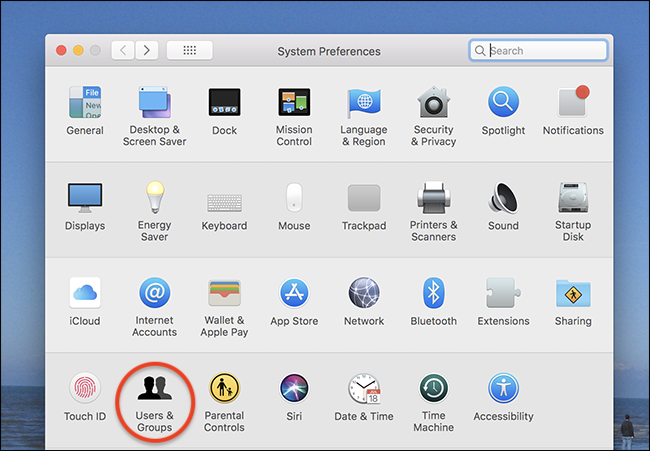 System Preferences
Search
File
New
Ope
General
Desktop &
Screen Saver
Dock
Mission
Control
Language
& Region
Security
& Privacy
Spotlight
Notifications
Displays
Energy
Saver
Keyboard
Mouse
Trackpad
Printers &
Scanners
Sound
Startup
Disk
iCloud
@
Internet
Accounts
Wallet &
Apple Pay
App Store
Network
Bluetooth
Extensions
Sharing
Touch ID
Users &
Groups
Parental
Controls
Siri
JUL
18
Date & Time
Time
Machine
Accessibility